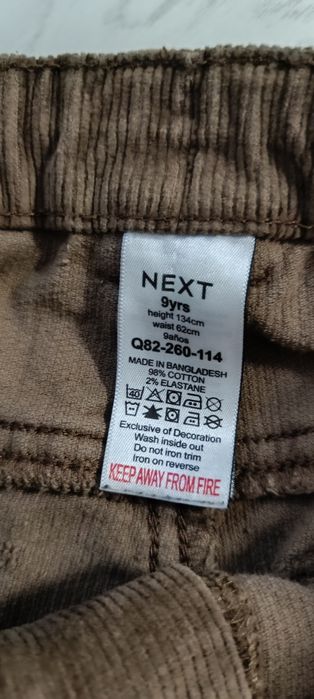 NEXT
9yrs
height 134cm
waist 62cm
9años
Q82-260-114
MADE IN BANGLADESH
98% COTTON
2% ELASTANE
40
Exclusive of Decoration
Wash inside out
Do not iron trim
Iron on reverse
KEEP AWAY FROM FIRE